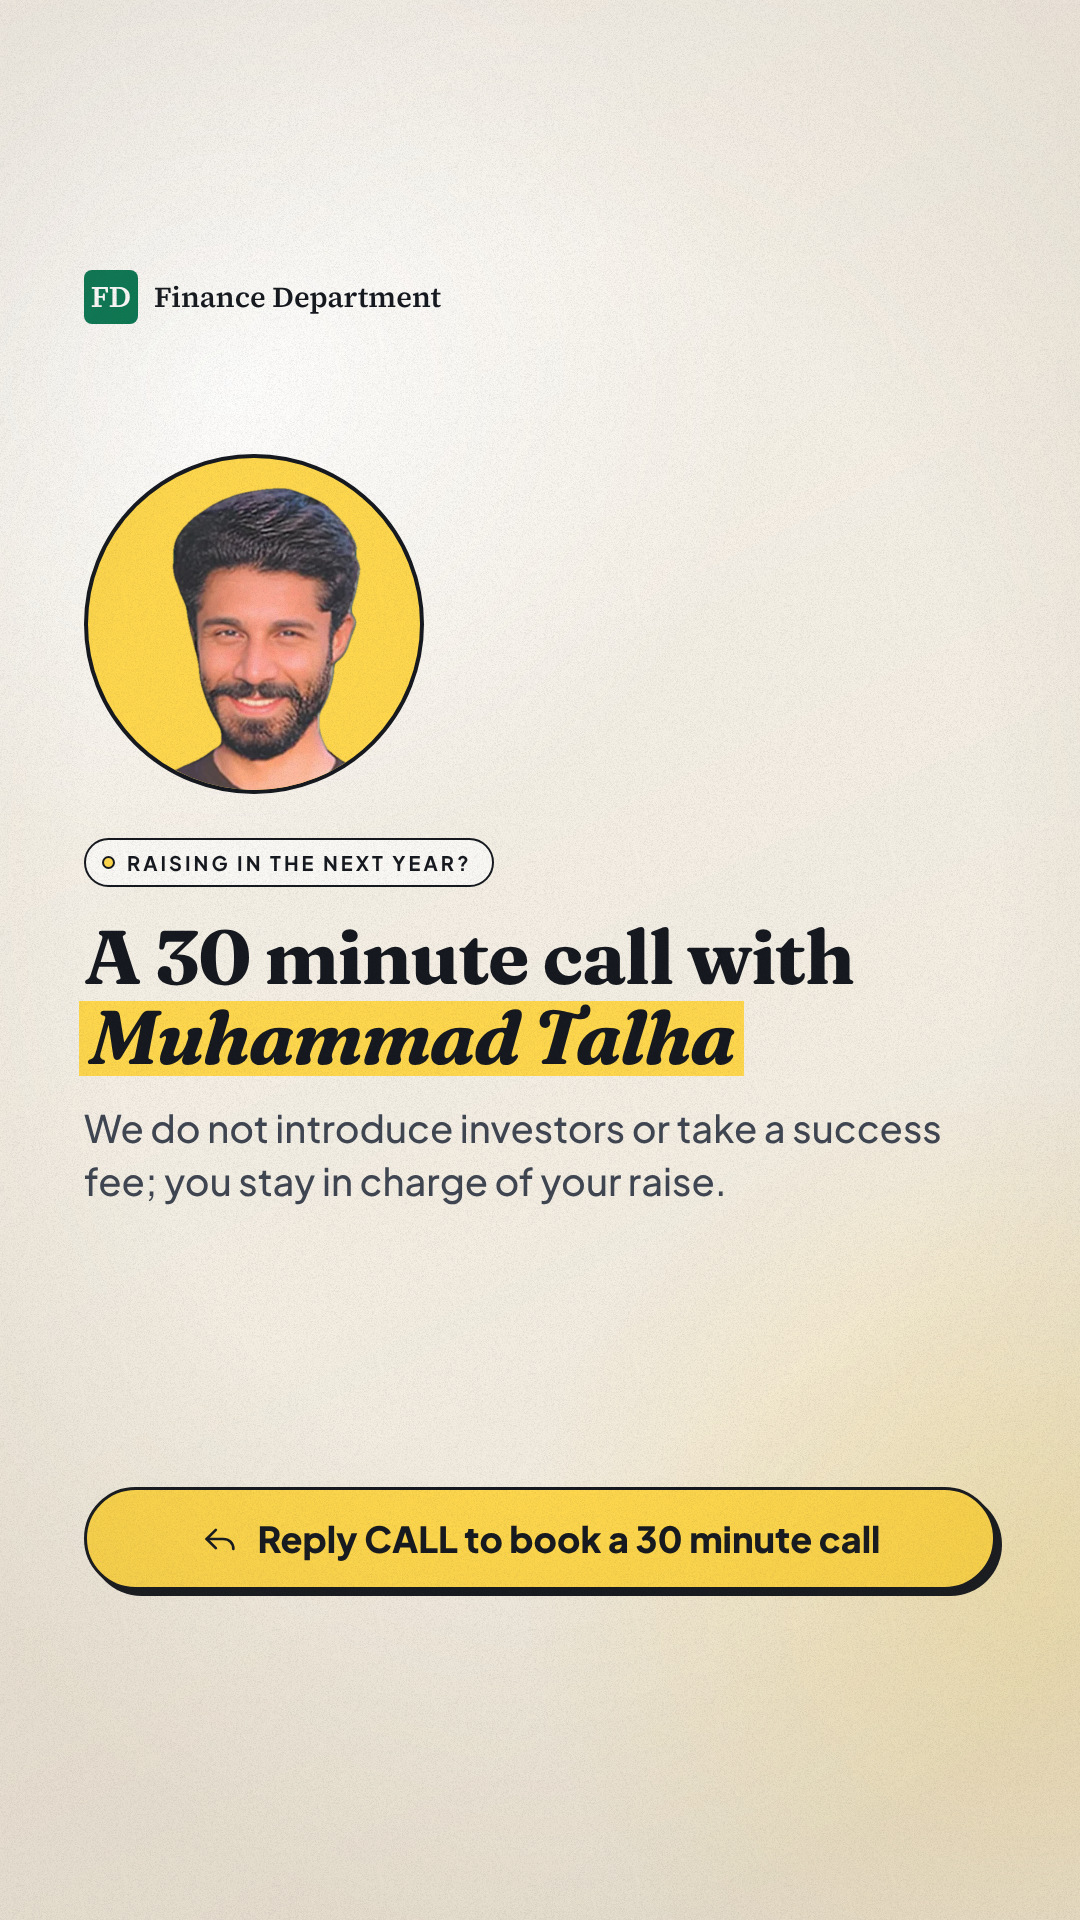 FD Finance Department
RAISING IN THE NEXT YEAR?
A 30 minute call with
Muhammad Talha
We do not introduce investors or take a success
fee; you stay in charge of your raise.
Reply CALL to book a 30 minute call